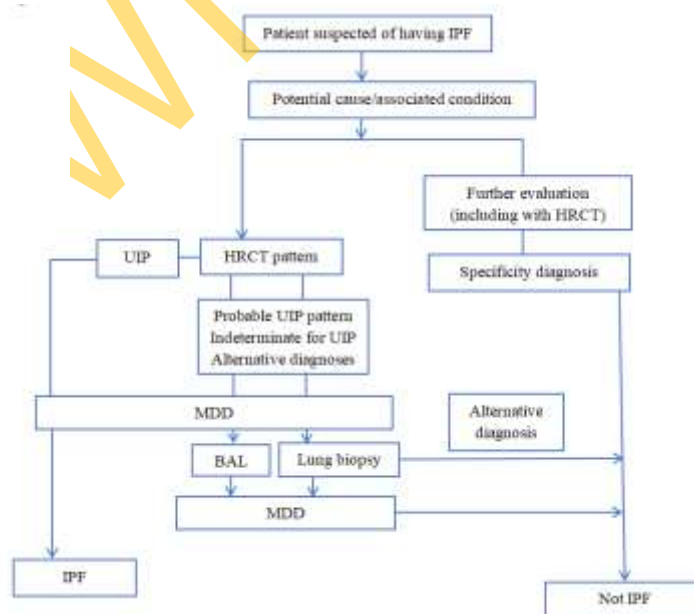 Patient suspected of having IPF
Potential cause/associated condition
Further evaluation
(including with HRCT)
UIP
HRCT pattern
Specificity diagnosis
Probable UIP pattern
Indeterminate for UIP
Alternative diagnoses
MDD
Alternative
diagnosis
BAL
Lung biopsy
MDD
IPF
Not IPF